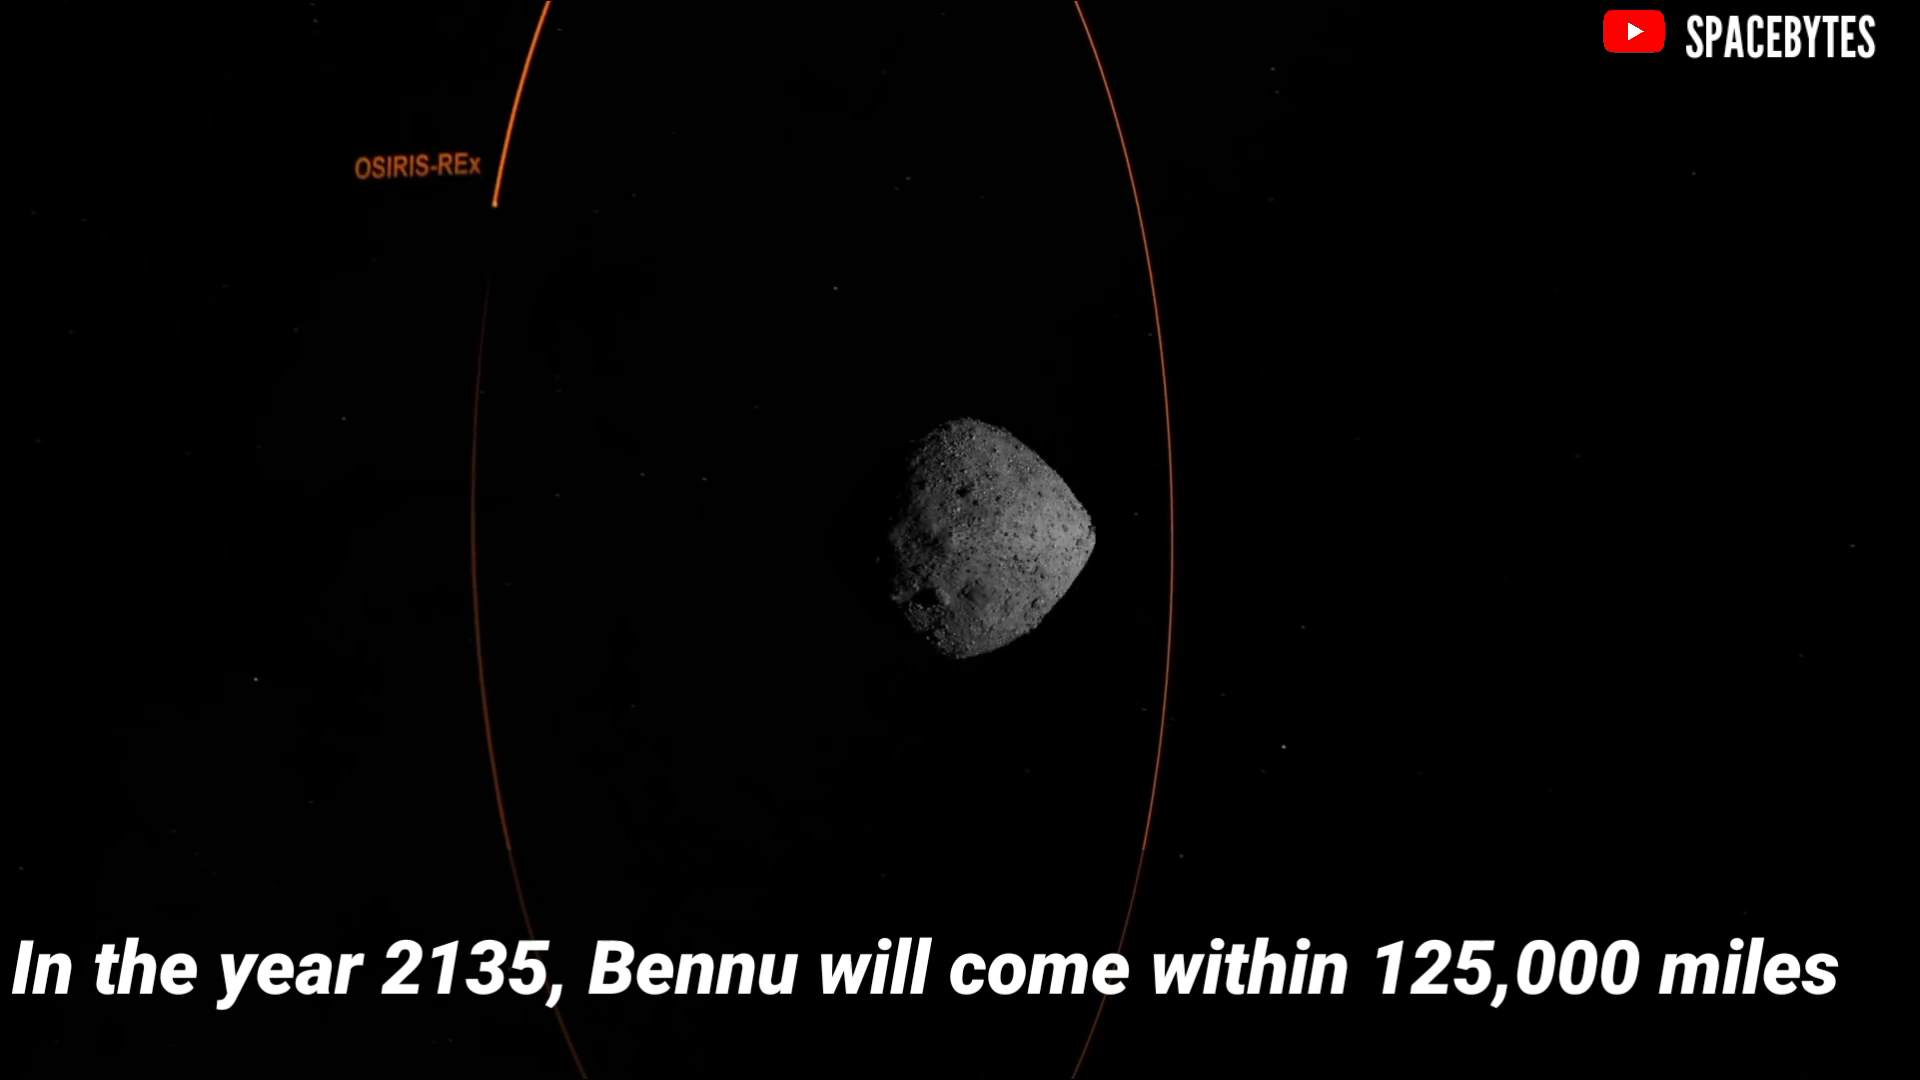 SPACEBYTES
OSIRIS-REx
In the year 2135, Bennu will come within 125,000 miles